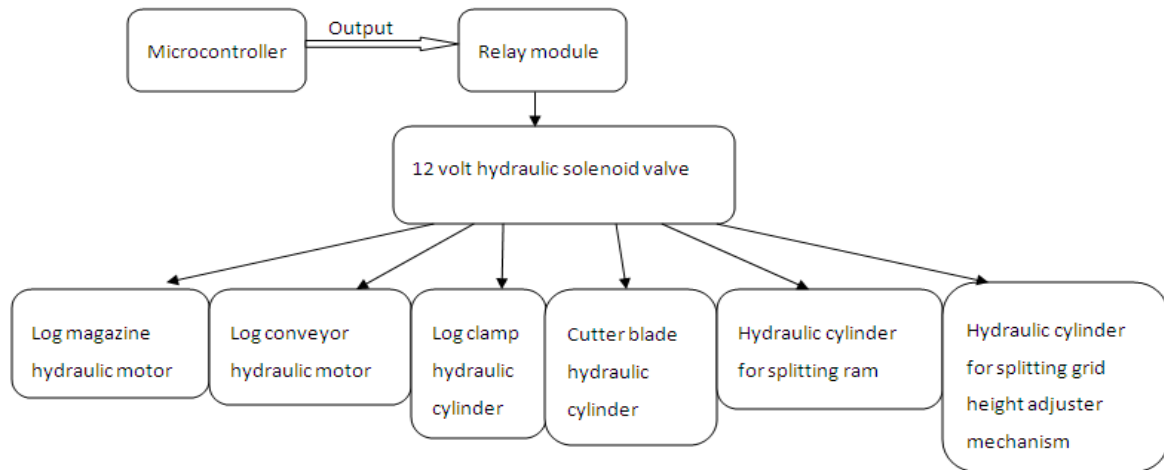 Output
Microcontroller
Relay module
12 volt hydraulic solenoid valve
Log magazine
hydraulic motor
Log conveyor
hydraulic motor
Log clamp
hydraulic
cylinder
Cutter blade
hydraulic
cylinder
Hydraulic cylinder
for splitting ram
Hydraulic cylinder
for splitting grid
height adjuster
mechanism